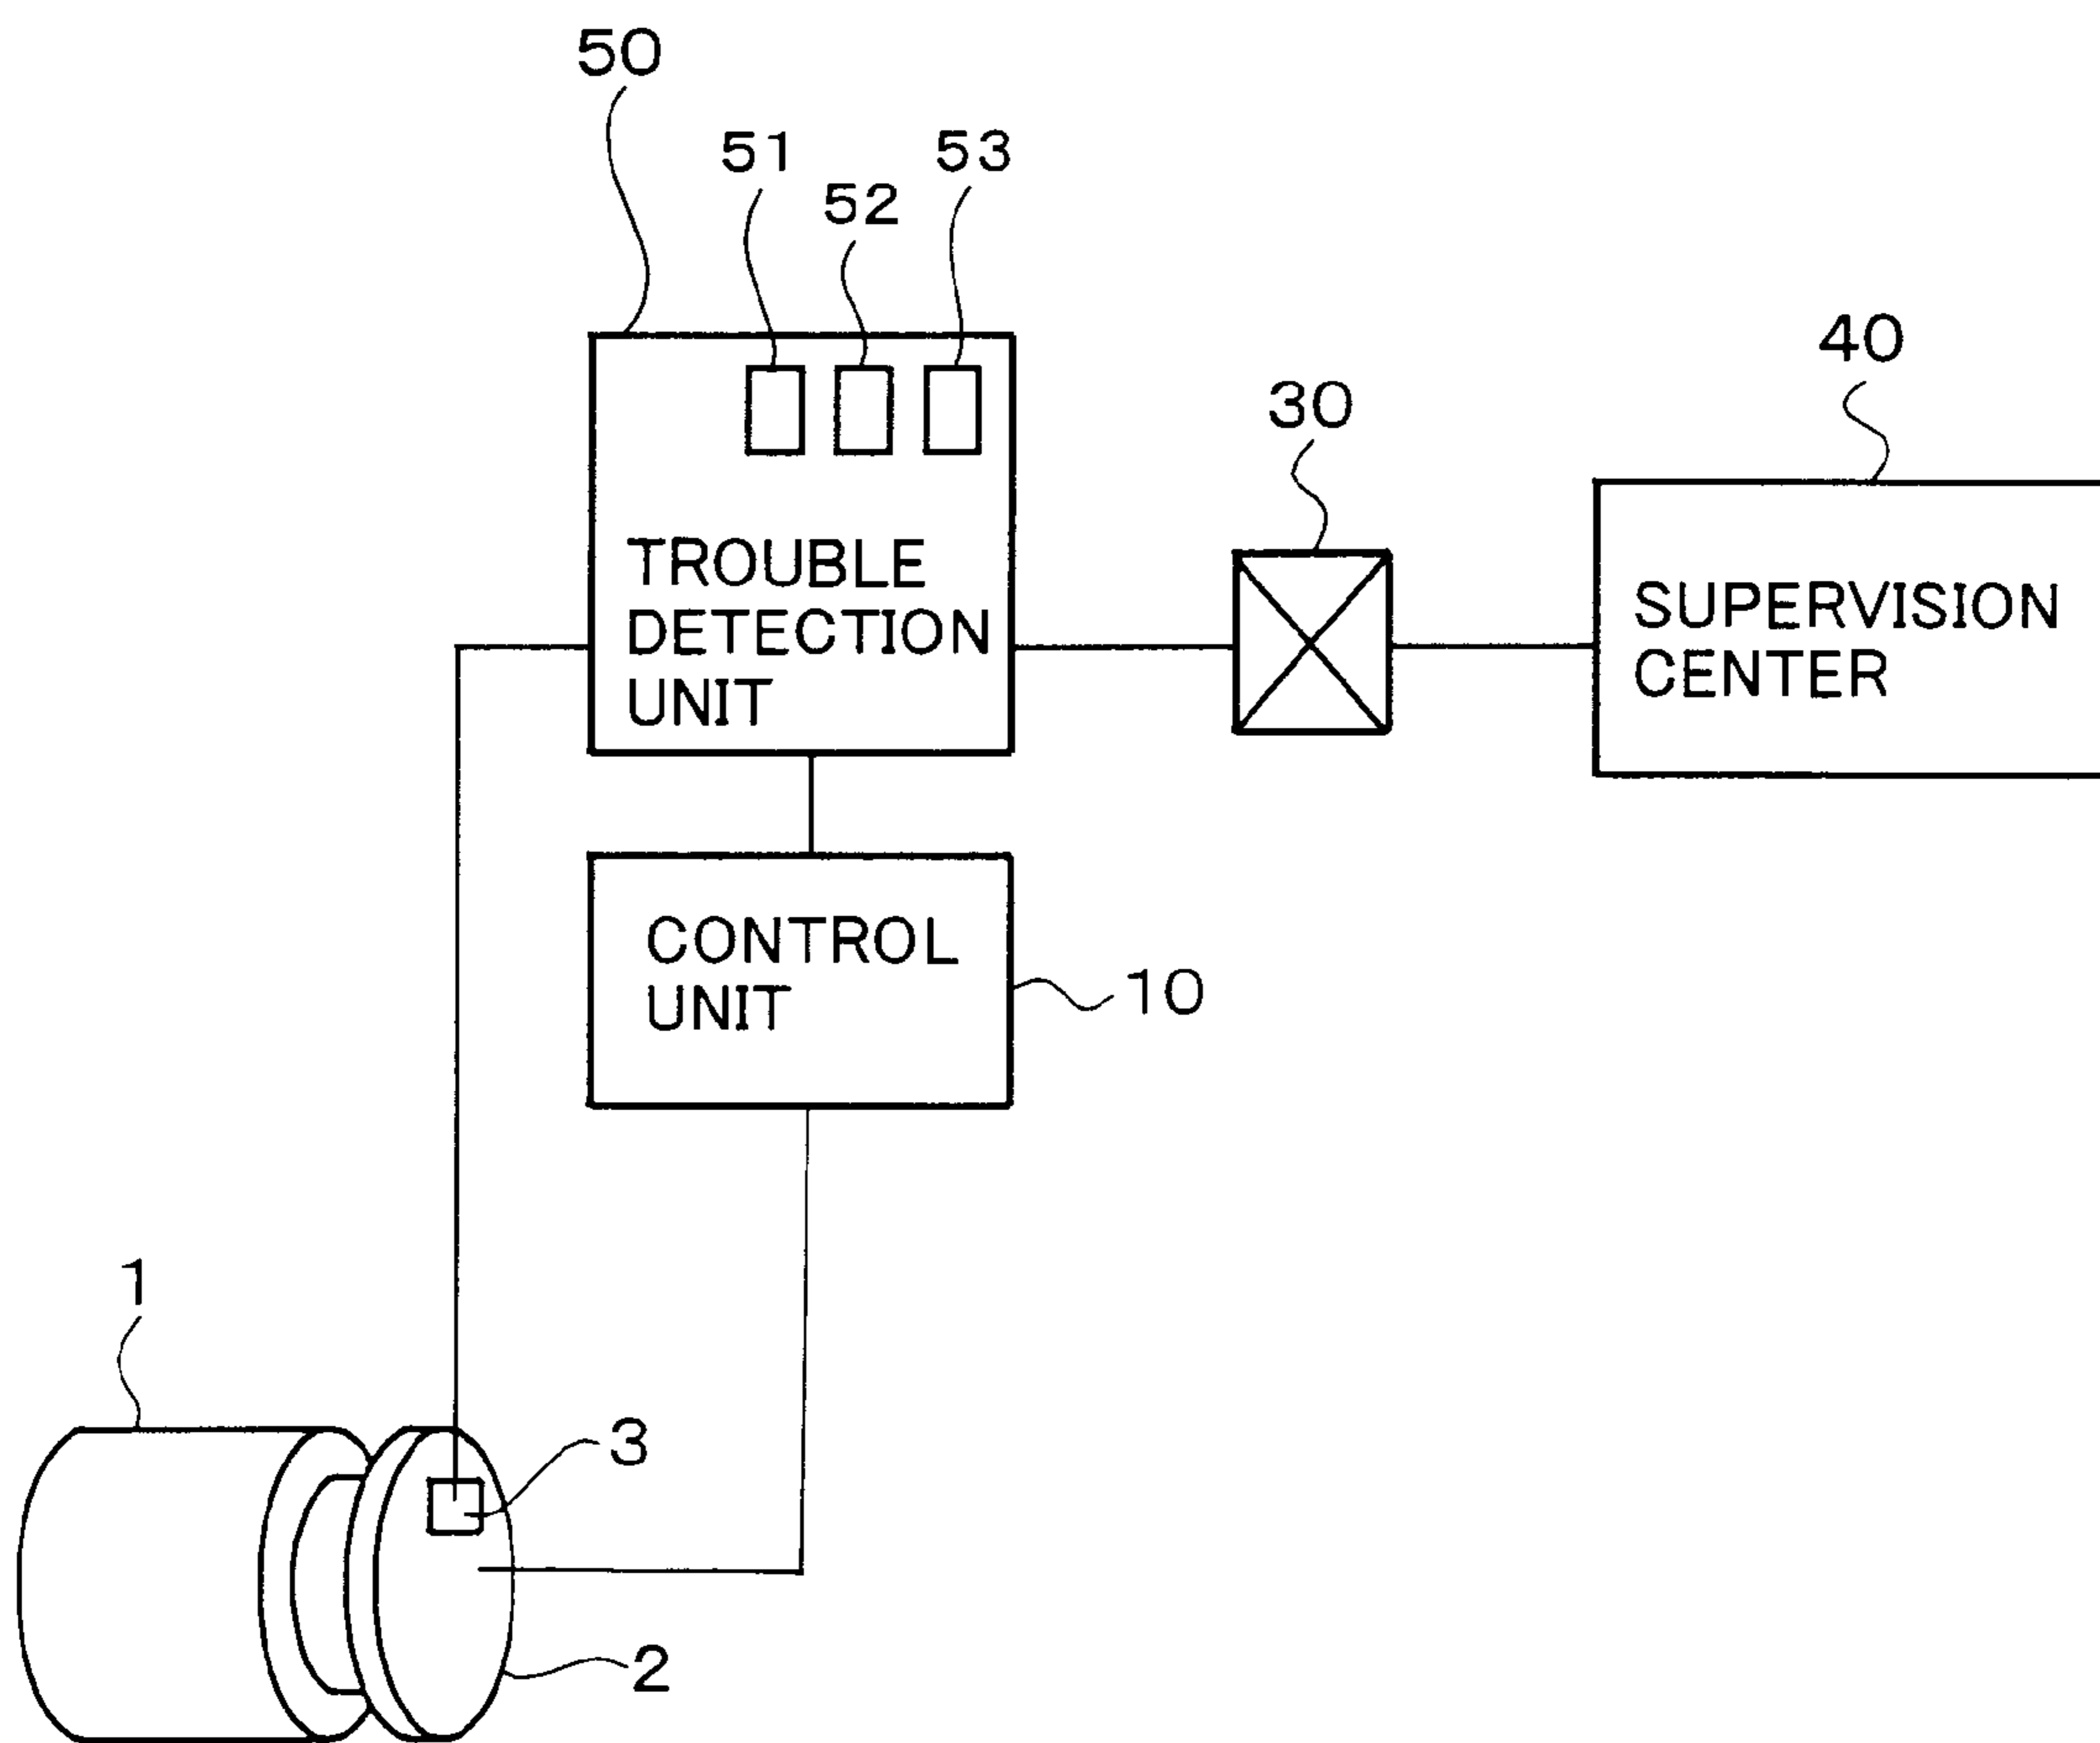 50
51
53
52
40
30
TROUBLE
DETECTION
UNIT
SUPERVISION
CENTER
CONTROL
UNIT
10
1
3
2